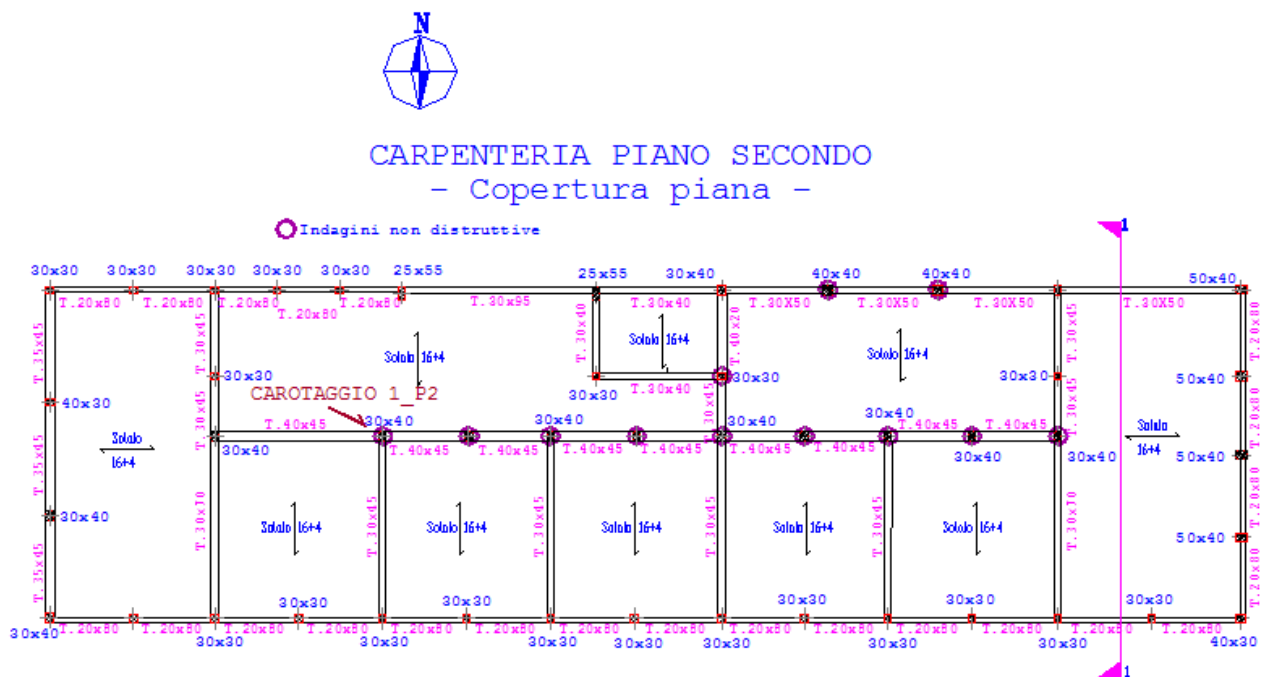 N
CARPENTERIA PIANO SECONDO
- Copertura piana -
Indagini non distruttive
1
30x30 30x30 30x30 30x30 30x30 25x55 25x55 30x40 40x40 40x40 50x40
T.20x80 T.20x80 T.20x80 T.20x80 T.20x80 T.30x30 T.30x40 T.30X50 T.30X50 T.30X50 T.30X50
T.35x45 T.30x45 T.30x40 T.40x20 T.30x45 T.20x80
Solaio 16+4
Solaio 16+4
Solaio 16+4
30x30 30x30 30x30 30x30 50x40
T.30x40
CAROTAGGIO 1_P2
40x30
T.35x45 T.30x45 T.30x45 T.30x45 T.20x80
T.40x45 30x40 30x40 30x40 30x40 T.40x45 T.40x45
Solaio
16+4
Solaio
16+4
30x40 T.40x45 T.40x45 T.40x45 T.40x45 T.40x45 T.40x45 30x40 30x40 50x40
30x40
T.30x70 T.30x45 T.30x45 T.30x45 T.30x45 T.30x70 T.20x80
Solaio 16+4
Solaio 16+4
Solaio 16+4
Solaio 16+4
Solaio 16+4
50x40
T.35x45 T.20x80
30x30 30x30 30x30 30x30 30x30
30x40 T.20x80 T.20x80 T.20x80 T.20x80 T.20x80 T.20x80 T.20x80 T.20x80 T.20x80 T.20x80 T.20x80 T.20x80 T.20x80 T.20x80
30x30 30x30 30x30 30x30 30x30 30x30 40x30
1